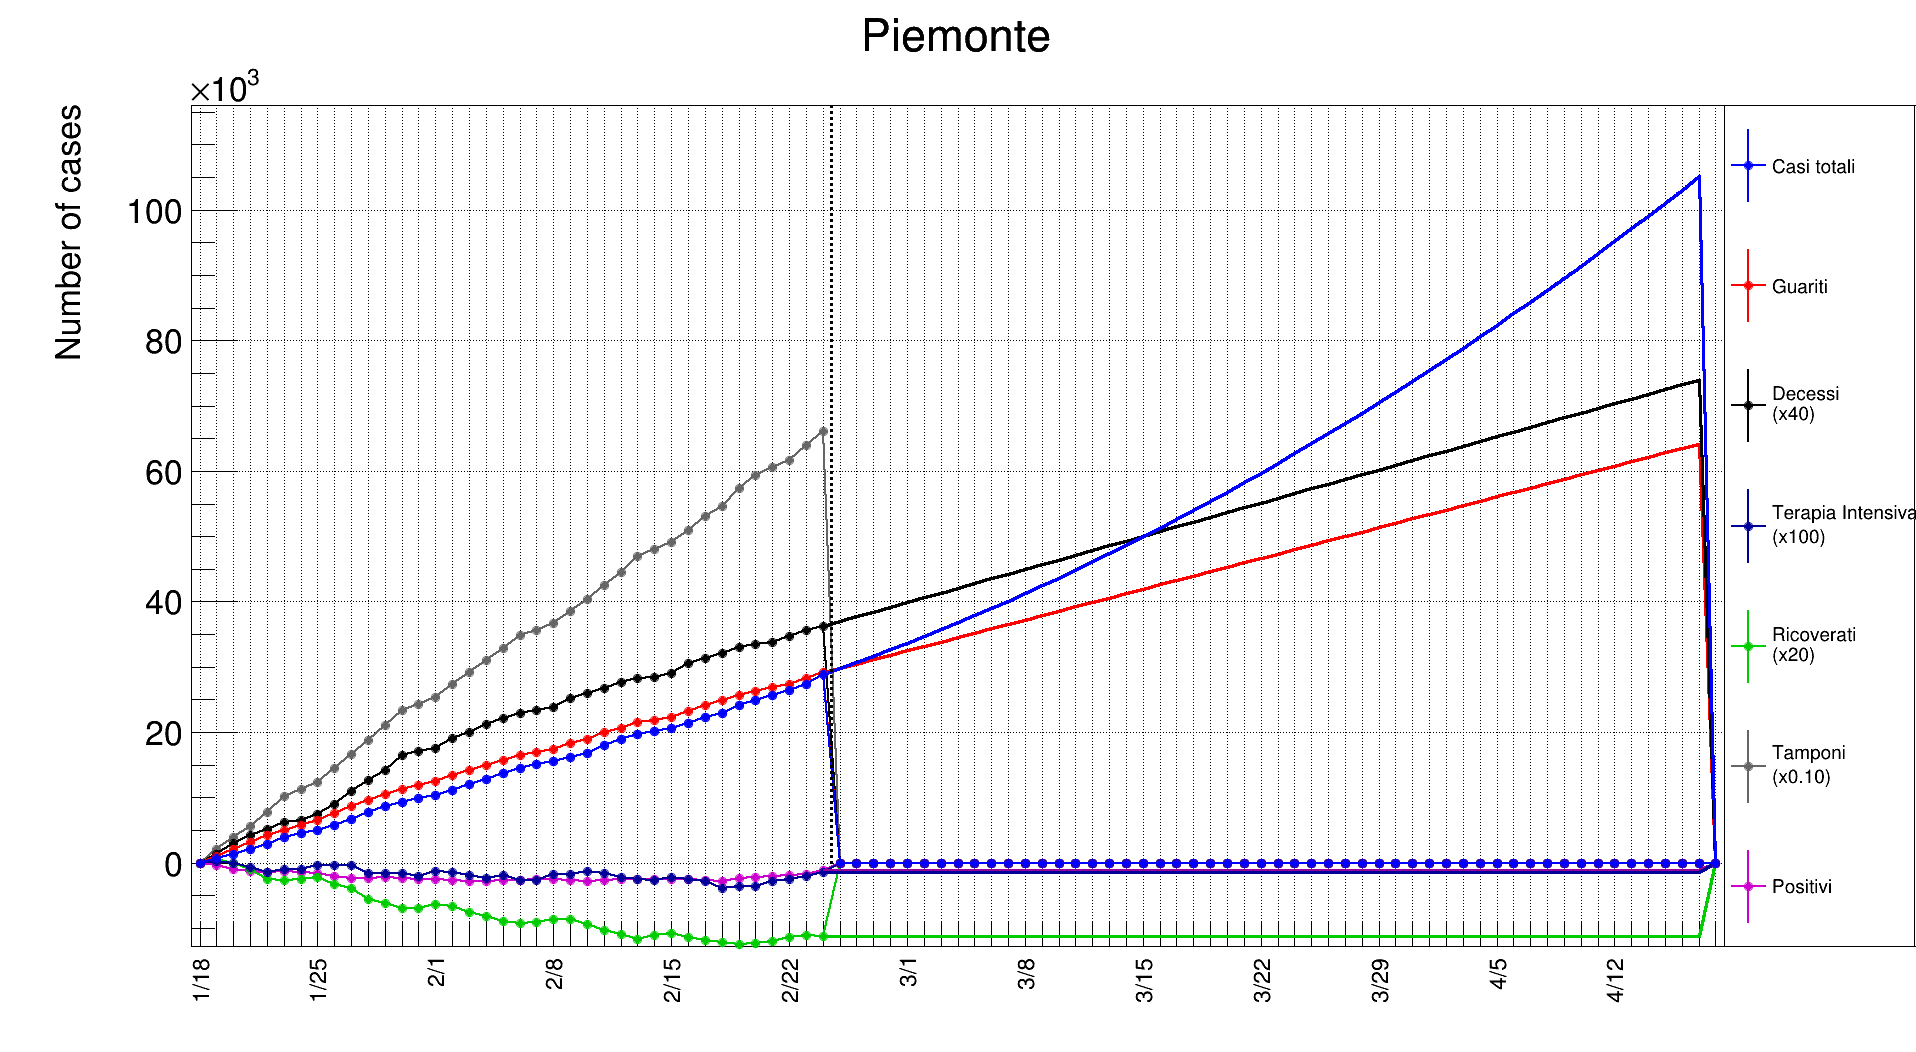 Piemonte
×10³
Number of cases
100
80
60
40
20
0
1/18
1/25
2/1
2/8
2/15
2/22
3/1
3/8
3/15
3/22
3/29
4/5
4/12
Casi totali
Guariti
Decessi
(x40)
Terapia Intensiva
(x100)
Ricoverati
(x20)
Tamponi
(x0.10)
Positivi